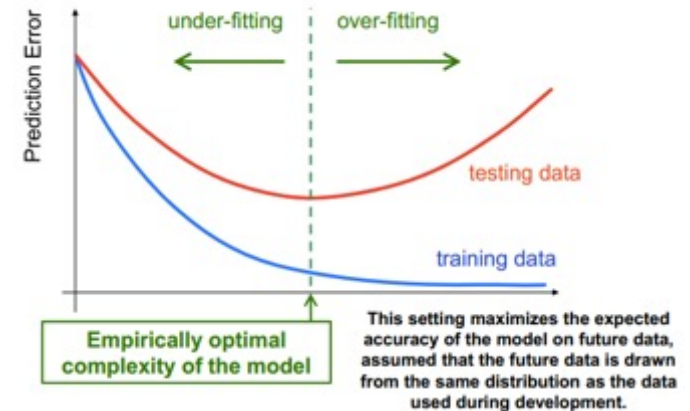 Prediction Error
under-fitting
over-fitting
testing data
training data
Empirically optimal
complexity of the model
This setting maximizes the expected
accuracy of the model on future data,
assumed that the future data is drawn
from the same distribution as the data
used during development.